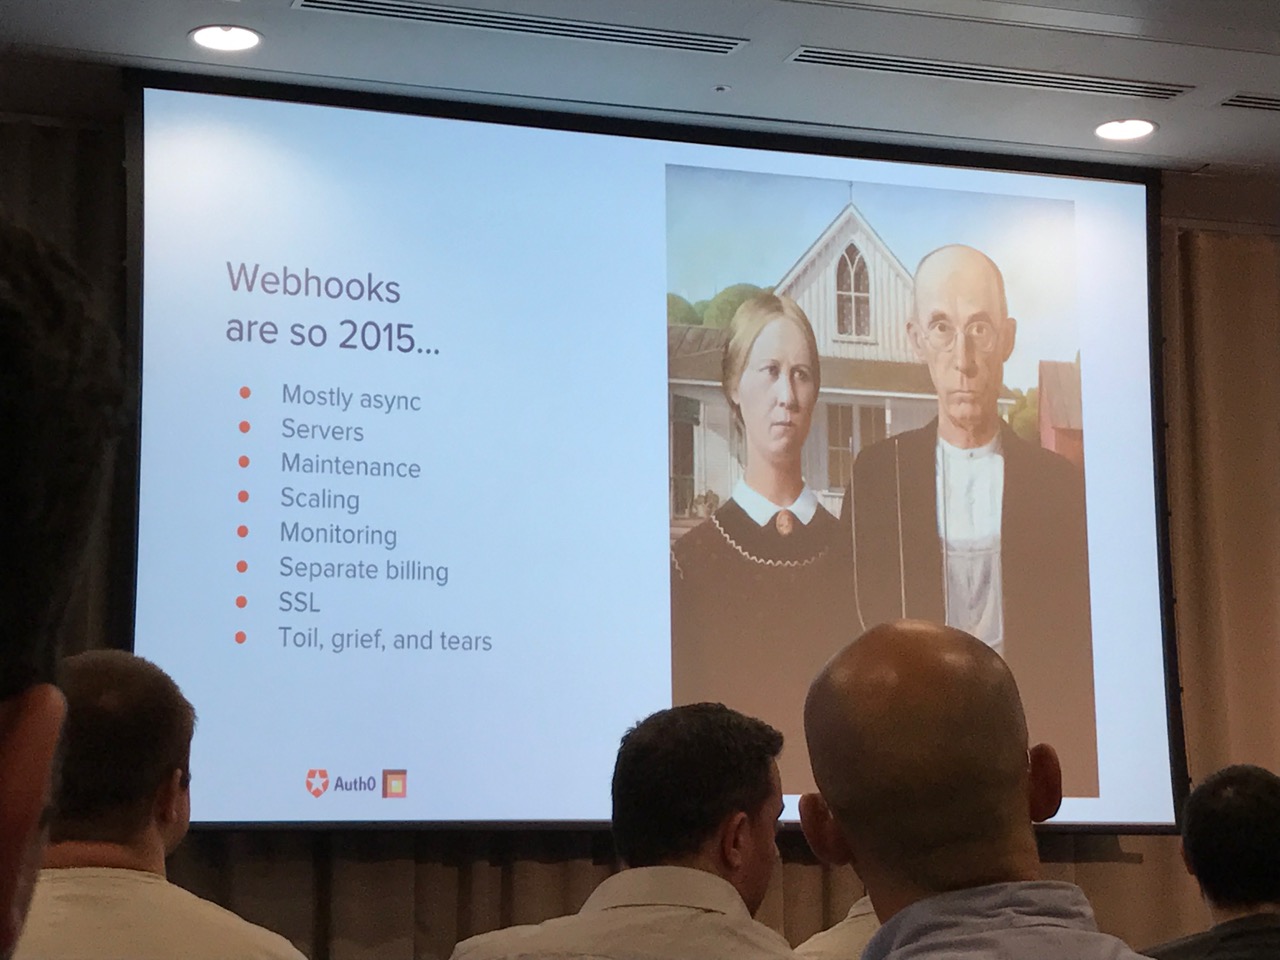 Webhooks
are so 2015...
Mostly async
Servers
Maintenance
Scaling
Monitoring
Separate billing
SSL
Toil, grief, and tears
Auth0